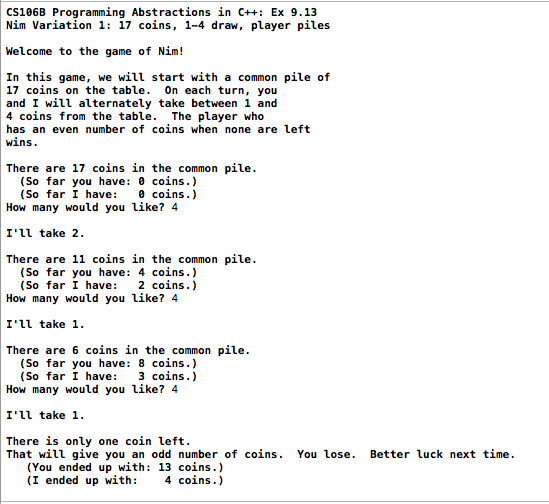 CS106B Programming Abstractions in C++: Ex 9.13
Nim Variation 1: 17 coins, 1-4 draw, player piles
Welcome to the game of Nim!
In this game, we will start with a common pile of
17 coins on the table.  On each turn, you
and I will alternately take between 1 and
4 coins from the table.  The player who
has an even number of coins when none are left
wins.
There are 17 coins in the common pile.
(So far you have: 0 coins.)
(So far I have:   0 coins.)
How many would you like? 4
I'll take 2.
There are 11 coins in the common pile.
(So far you have: 4 coins.)
(So far I have:   2 coins.)
How many would you like? 4
I'll take 1.
There are 6 coins in the common pile.
(So far you have: 8 coins.)
(So far I have:   3 coins.)
How many would you like? 4
I'll take 1.
There is only one coin left.
That will give you an odd number of coins.  You lose.  Better luck next time.
(You ended up with: 13 coins.)
(I ended up with:    4 coins.)